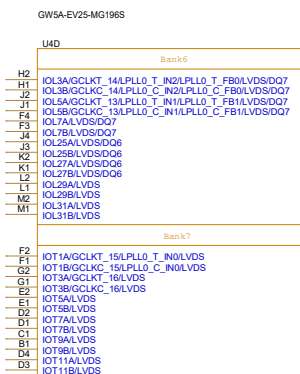 GW5A-EV25-MG196S
U4D
Bank6
H2 IOL3A/GCLKT_14/LPLL0_T_IN2/LPLL0_T_FB0/LVDS/DQ7
H1 IOL3B/GCLKC_14/LPLL0_C_IN2/LPLL0_C_FB0/LVDS/DQ7
J2 IOL5A/GCLKT_13/LPLL0_T_IN1/LPLL0_T_FB1/LVDS/DQ7
J1 IOL5B/GCLKC_13/LPLL0_C_IN1/LPLL0_C_FB1/LVDS/DQ7
F4 IOL7A/LVDS/DQ7
F3 IOL7B/LVDS/DQ7
J4 IOL25A/LVDS/DQ6
J3 IOL25B/LVDS/DQ6
K2 IOL27A/LVDS/DQ6
K1 IOL27B/LVDS/DQ6
L2 IOL29A/LVDS
L1 IOL29B/LVDS
M2 IOL31A/LVDS
M1 IOL31B/LVDS
Bank7
F2 IOT1A/GCLKT_15/LPLL0_T_IN0/LVDS
F1 IOT1B/GCLKC_15/LPLL0_C_IN0/LVDS
G2 IOT3A/GCLKT_16/LVDS
G1 IOT3B/GCLKC_16/LVDS
E2 IOT5A/LVDS
E1 IOT5B/LVDS
D2 IOT7A/LVDS
D1 IOT7B/LVDS
C1 IOT9A/LVDS
B1 IOT9B/LVDS
D4 IOT11A/LVDS
D3 IOT11B/LVDS